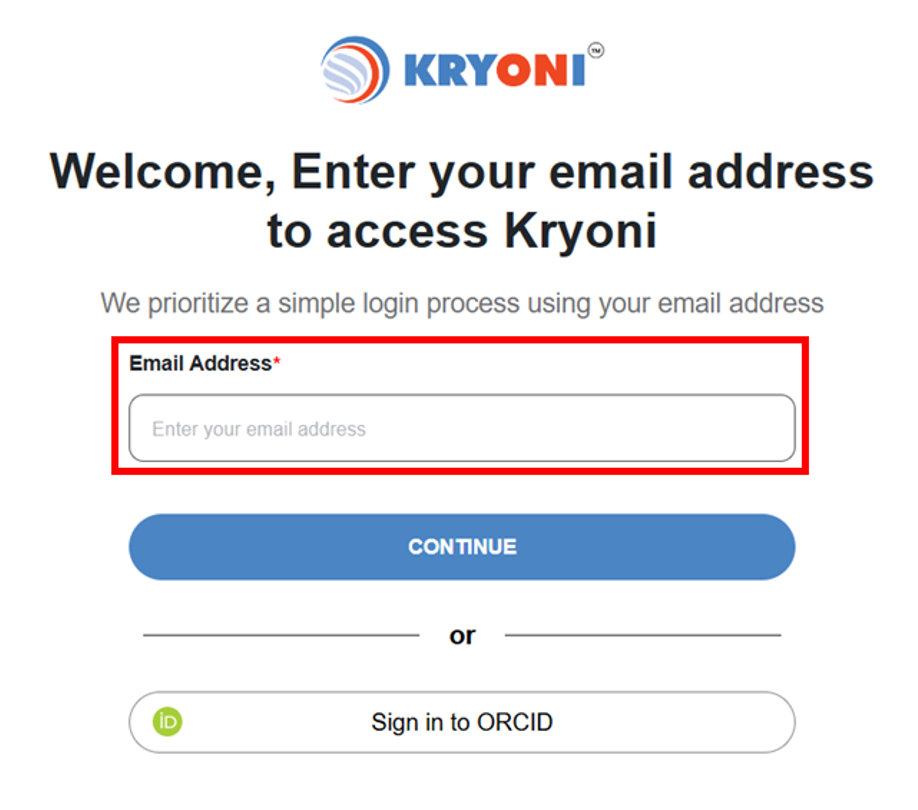 KRYONI™
Welcome, Enter your email address
to access Kryoni
We prioritize a simple login process using your email address
Email Address*
Enter your email address
CONTINUE
or
iD Sign in to ORCID